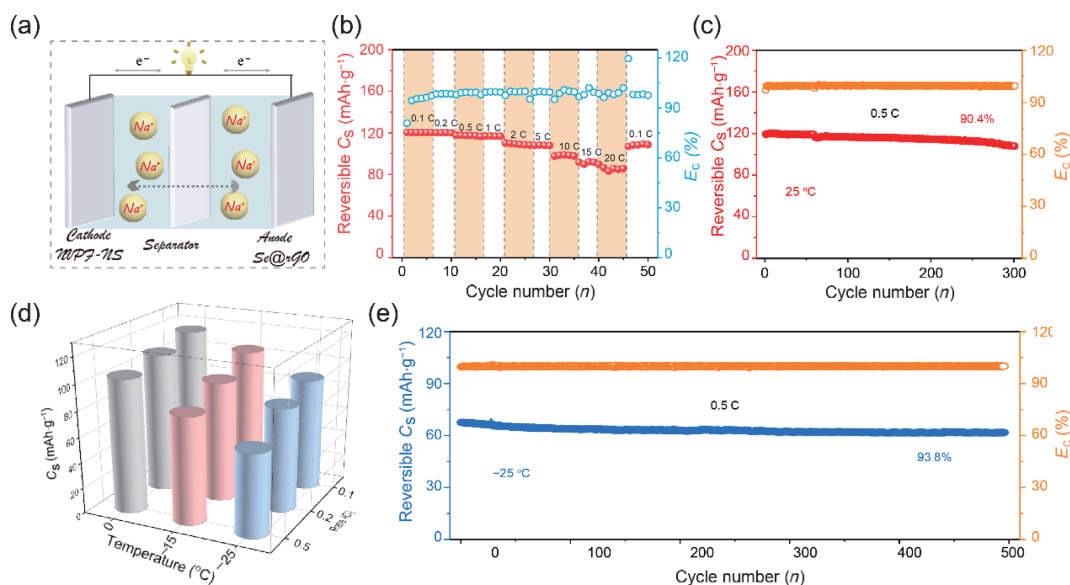 (a)
e⁻
e⁻
Na⁺
Na⁺
Na⁺
Na⁺
Na⁺
Na⁺
Cathode
NVPF-NS
Separator
Anode
Se@rGO
(b)
Reversible Cs (mAh·g⁻¹)
200
160
120
80
40
0
0.1 C
0.2 C
0.5 C
1 C
2 C
5 C
10 C
15 C
20 C
0.1 C
120
90
60
30
0
Ec (%)
0
10
20
30
40
50
Cycle number (n)
(c)
Reversible Cs (mAh·g⁻¹)
200
160
120
80
40
0
0.5 C
90.4%
25 °C
120
90
60
30
0
Ec (%)
0
100
200
300
Cycle number (n)
(d)
Cs (mAh·g⁻¹)
120
100
80
60
40
20
0
0
−15
−25
Temperature (°C)
0.1
0.2
0.5
Rate (C)
(e)
Reversible Cs (mAh·g⁻¹)
120
90
60
30
0
0.5 C
−25 °C
93.8%
120
90
60
30
0
Ec (%)
0
100
200
300
400
500
Cycle number (n)